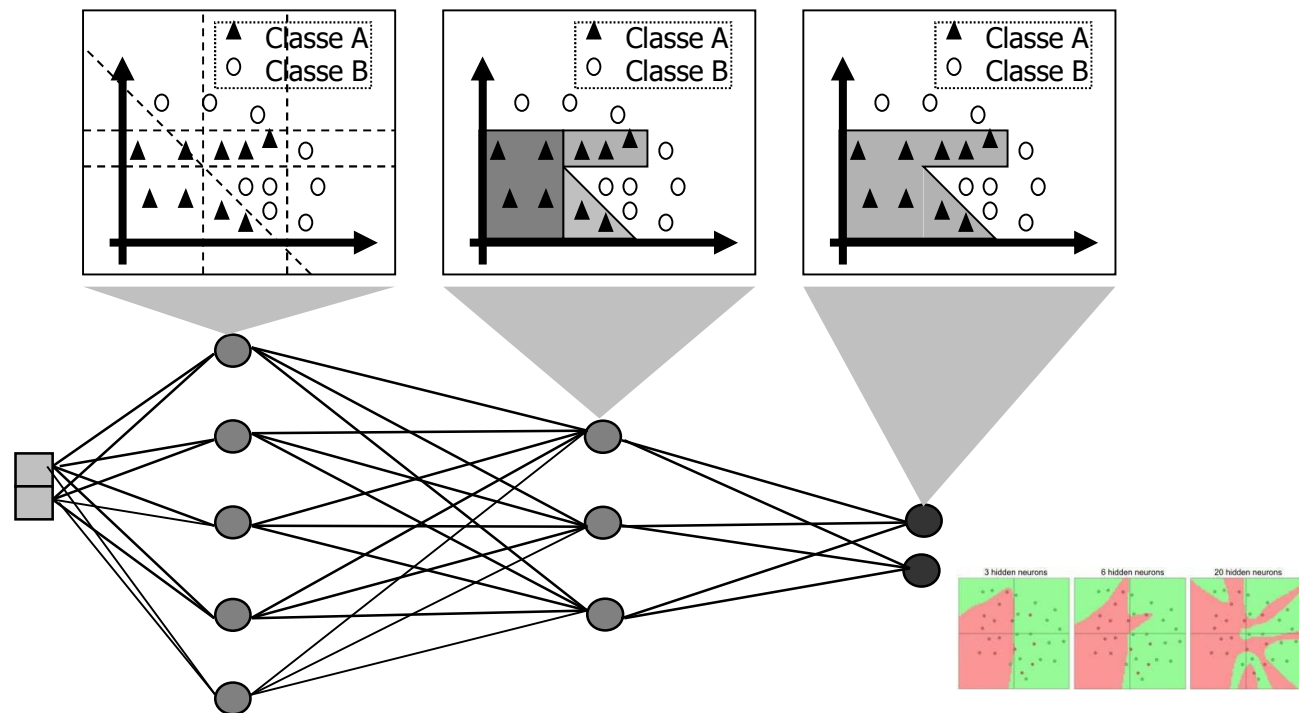 Classe A
Classe B
Classe A
Classe B
Classe A
Classe B
3 hidden neurons
6 hidden neurons
20 hidden neurons